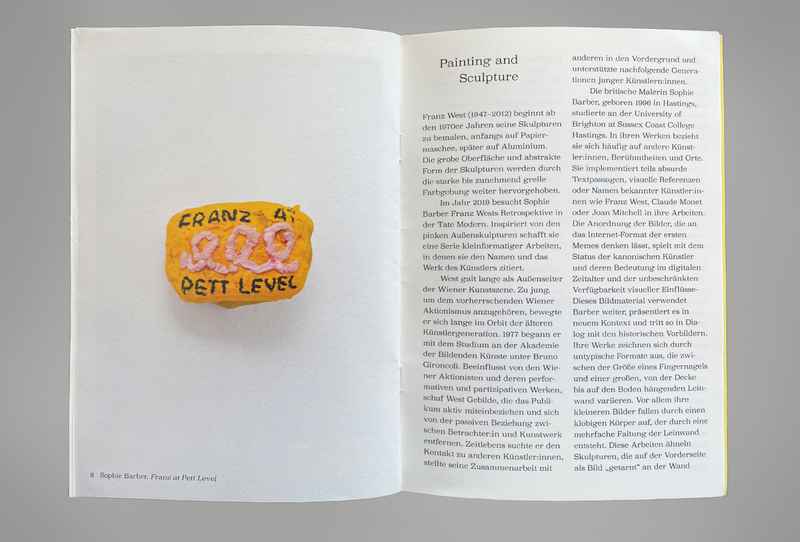 FRANZ AT
PETT LEVEL
8 Sophie Barber, Franz at Pett Level
Painting and
Sculpture
Franz West (1947–2012) beginnt ab
den 1970er Jahren seine Skulpturen
zu bemalen, anfangs auf Papier-
maschee, später auf Aluminium.
Die grobe Oberfläche und abstrakte
Form der Skulpturen werden durch
die starke bis zunehmend grelle
Farbgebung weiter hervorgehoben.
Im Jahr 2019 besucht Sophie
Barber Franz Wests Retrospektive in
der Tate Modern. Inspiriert von den
pinken Außenskulpturen schafft sie
eine Serie kleinformatiger Arbeiten,
in denen sie den Namen und das
Werk des Künstlers zitiert.
West galt lange als Außenseiter
der Wiener Kunstszene. Zu jung,
um dem vorherrschenden Wiener
Aktionismus anzugehören, bewegte
er sich lange im Orbit der älteren
Künstlergeneration. 1977 begann er
mit dem Studium an der Akademie
der Bildenden Künste unter Bruno
Gironcoli. Beeinflusst von den Wie-
ner Aktionisten und deren perfor-
mativen und partizipativen Werken,
schuf West Gebilde, die das Publi-
kum aktiv miteinbeziehen und sich
von der passiven Beziehung zwi-
schen Betrachter:in und Kunstwerk
entfernen. Zeitlebens suchte er den
Kontakt zu anderen Künstler:innen,
stellte seine Zusammenarbeit mit
anderen in den Vordergrund und
unterstützte nachfolgende Genera-
tionen junger Künstlern:innen.
Die britische Malerin Sophie
Barber, geboren 1996 in Hastings,
studierte an der University of
Brighton at Sussex Coast College
Hastings. In ihren Werken bezieht
sie sich häufig auf andere Künst-
ler:innen, Berühmtheiten und Orte.
Sie implementiert teils absurde
Textpassagen, visuelle Referenzen
oder Namen bekannter Künstler:in-
nen wie Franz West, Claude Monet
oder Joan Mitchell in ihre Arbeiten.
Die Anordnung der Bilder, die an
das Internet-Format der ersten
Memes denken lässt, spielt mit dem
Status der kanonischen Künstler
und deren Bedeutung im digitalen
Zeitalter und der unbeschränkten
Verfügbarkeit visueller Einflüsse.
Dieses Bildmaterial verwendet
Barber weiter, präsentiert es in
neuem Kontext und tritt so in Dia-
log mit den historischen Vorbildern.
Ihre Werke zeichnen sich durch
untypische Formate aus, die zwi-
schen der Größe eines Fingernagels
und einer großen, von der Decke
bis auf den Boden hängenden Lein-
wand variieren. Vor allem ihre
kleineren Bilder fallen durch einen
klobigen Körper auf, der durch eine
mehrfache Faltung der Leinwand
entsteht. Diese Arbeiten ähneln
Skulpturen, die auf der Vorderseite
als Bild „getarnt“ an der Wand